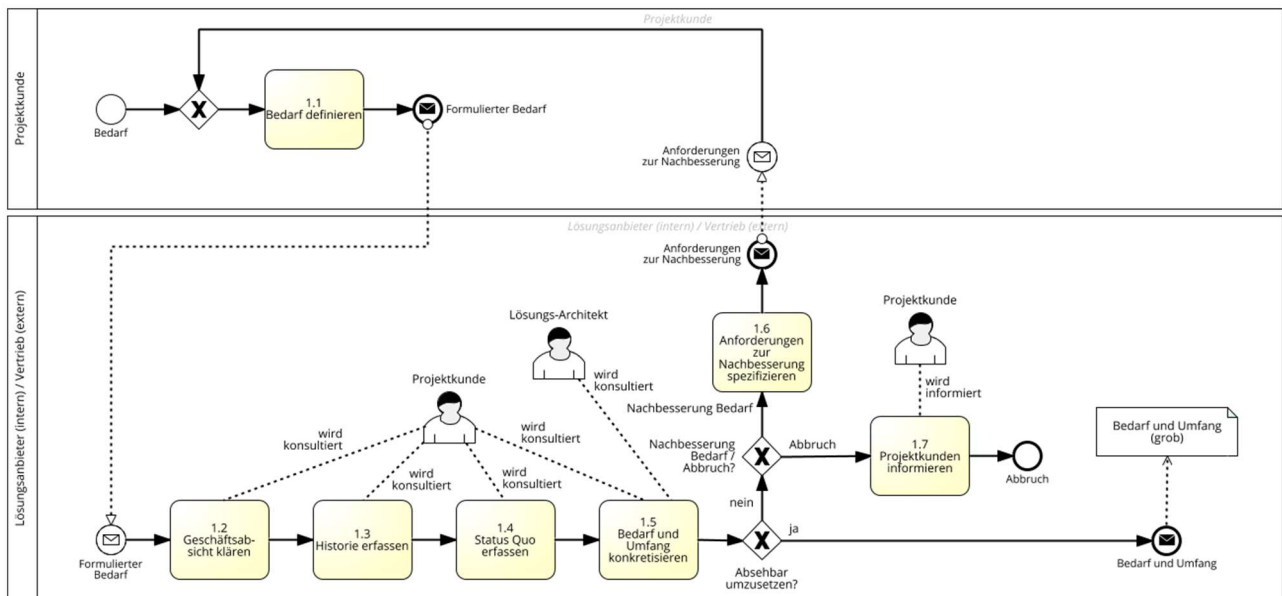 Projektkunde
Projektkunde
Bedarf
1.1
Bedarf definieren
Formulierter Bedarf
Anforderungen
zur Nachbesserung
Lösungsanbieter (intern) / Vertrieb (extern)
Lösungsanbieter (intern) / Vertrieb (extern)
Anforderungen
zur Nachbesserung
Projektkunde
Lösungs-Architekt
1.6
Anforderungen
zur
Nachbesserung
spezifizieren
wird
konsultiert
wird
informiert
Projektkunde
Nachbesserung Bedarf
Bedarf und Umfang
(grob)
wird
konsultiert
wird
konsultiert
Nachbesserung
Bedarf /
Abbruch?
Abbruch
1.7
Projektkunden
informieren
Abbruch
wird
konsultiert
wird
konsultiert
nein
Formulierter
Bedarf
1.2
Geschäftsab-
sicht klären
1.3
Historie erfassen
1.4
Status Quo
erfassen
1.5
Bedarf und
Umfang
konkretisieren
ja
Absehbar
umzusetzen?
Bedarf und Umfang